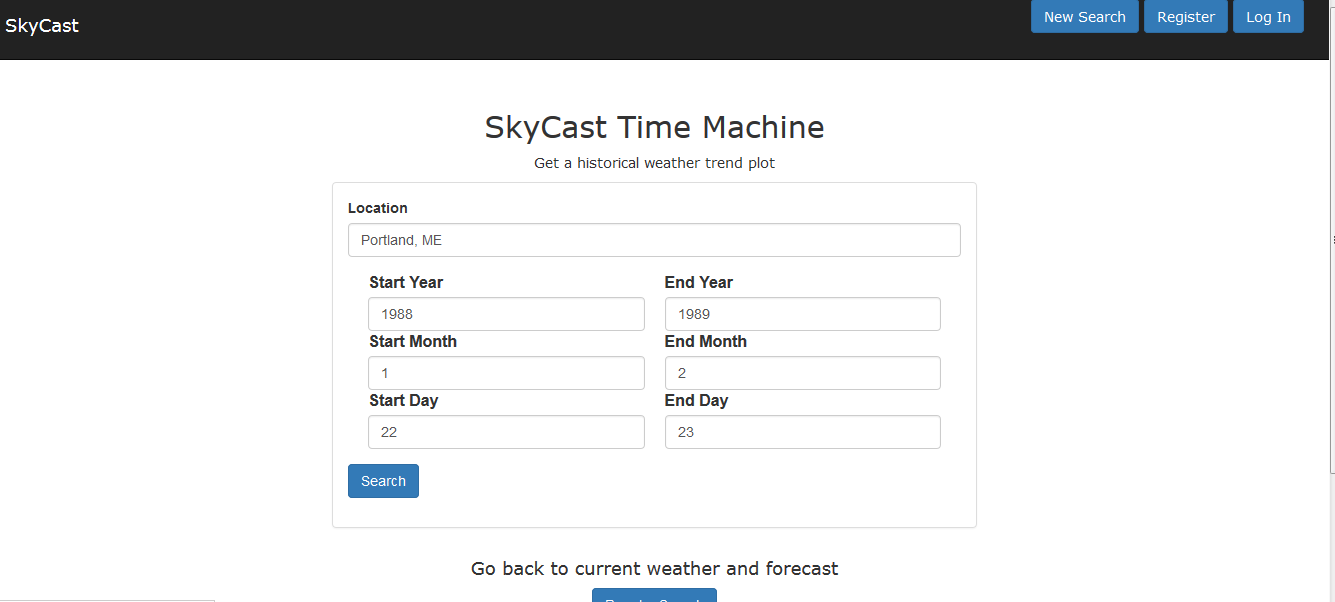 SkyCast New Search Register Log In
SkyCast Time Machine
Get a historical weather trend plot
Location
Portland, ME
Start Year End Year
1988 1989
Start Month End Month
1 2
Start Day End Day
22 23
Search
Go back to current weather and forecast